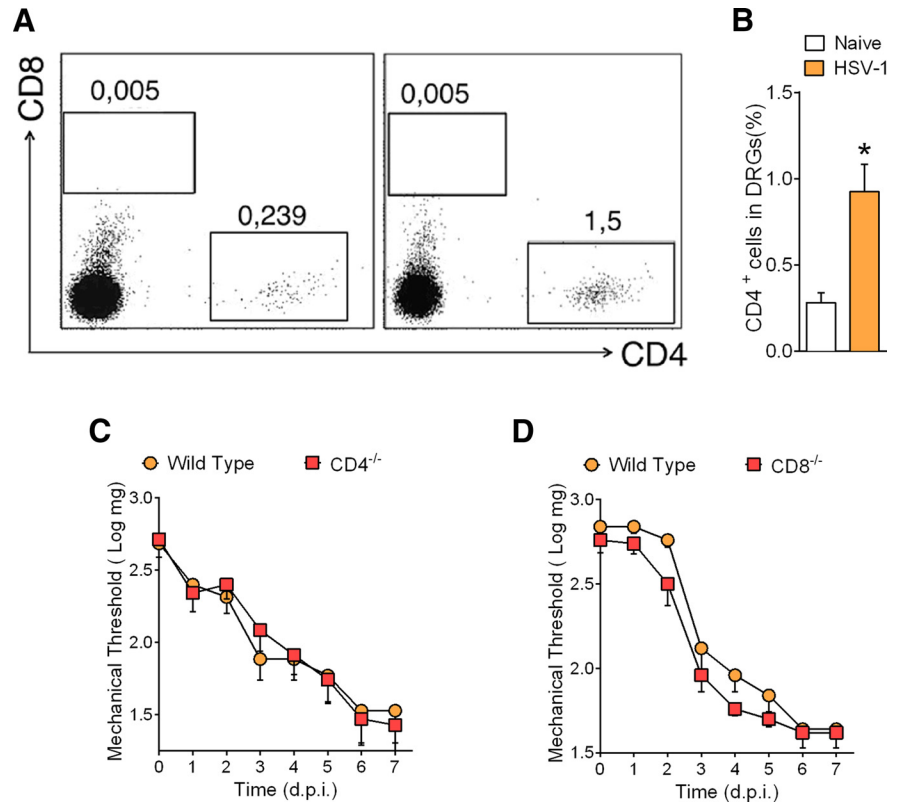 A
CD8
0,005
0,239
0,005
1,5
CD4
B
Naive
HSV-1
CD4 + cells in DRGs(%)
1.5
1.0
0.5
0.0
*
C
Wild Type
CD4-/-
Mechanical Threshold ( Log mg)
3.0
2.5
2.0
1.5
0 1 2 3 4 5 6 7
Time (d.p.i.)
D
Wild Type
CD8-/-
Mechanical Threshold ( Log mg)
3.0
2.5
2.0
1.5
0 1 2 3 4 5 6 7
Time (d.p.i.)